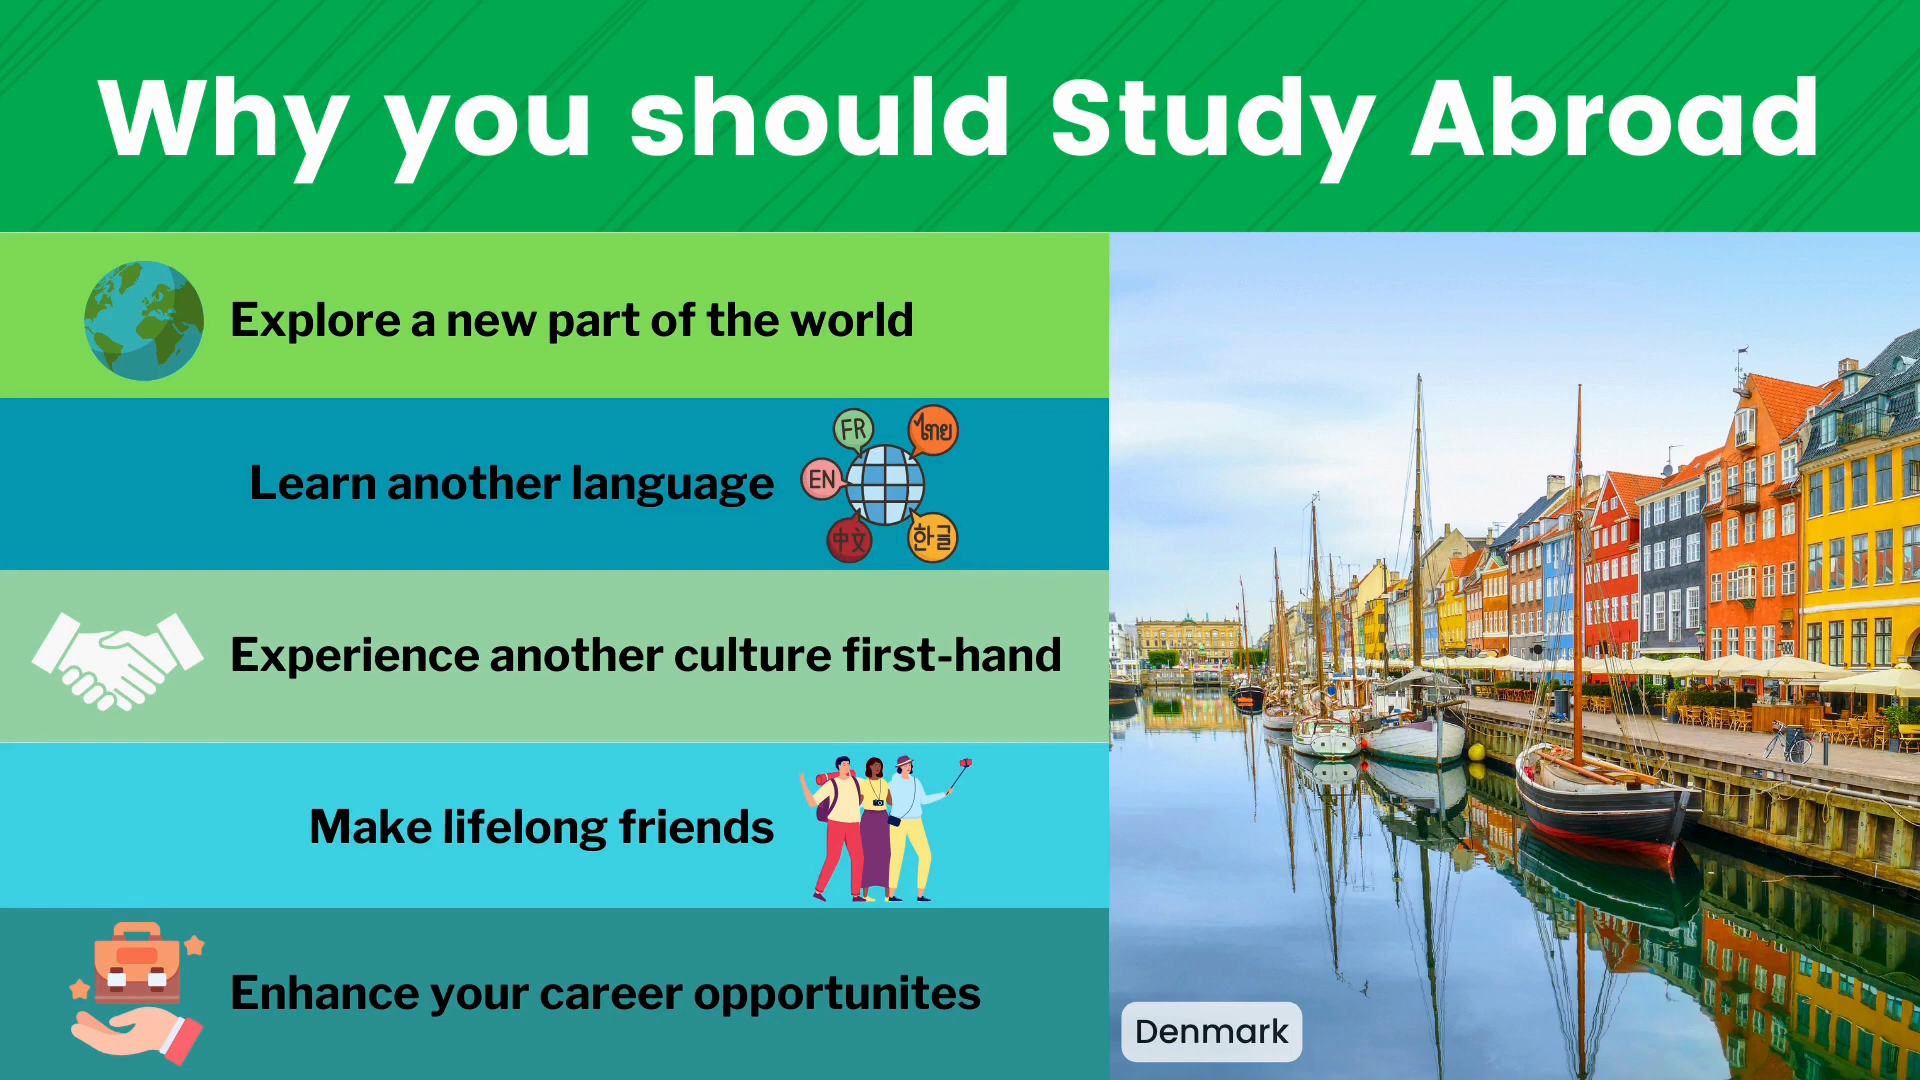 Why you should Study Abroad
Explore a new part of the world
Learn another language
FR
ไทย
EN
中文
한글
Experience another culture first-hand
Make lifelong friends
Enhance your career opportunites
Denmark